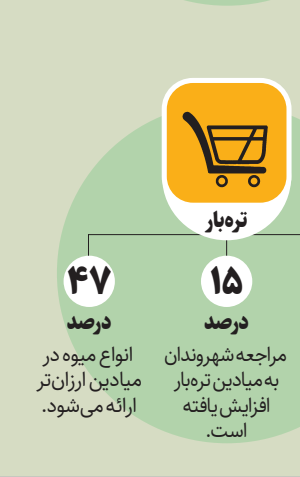 تره‌بار
۱۵
درصد
مراجعه شهروندان
به میادین تره‌بار
افزایش یافته
است.
۴۷
درصد
انواع میوه در
میادین ارزان‌تر
ارائه می‌شود.